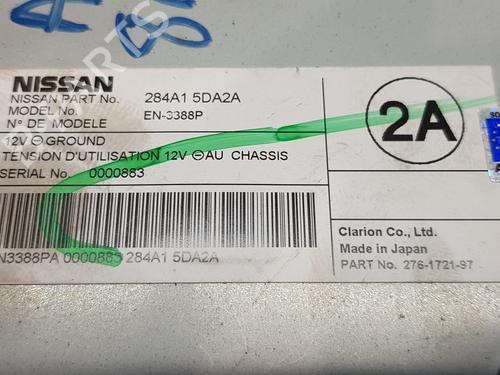 NISSAN
NISSAN PART No. 284A1 5DA2A
MODEL No.
N° DE MODELE EN-3388P
12V ⊖ GROUND
TENSION D'UTILISATION 12V ⊖ AU CHASSIS
SERIAL No. 0000883
N3388PA 0000883 284A1 5DA2A
2A
Clarion Co., Ltd.
Made in Japan
PART No. 276-1721-97